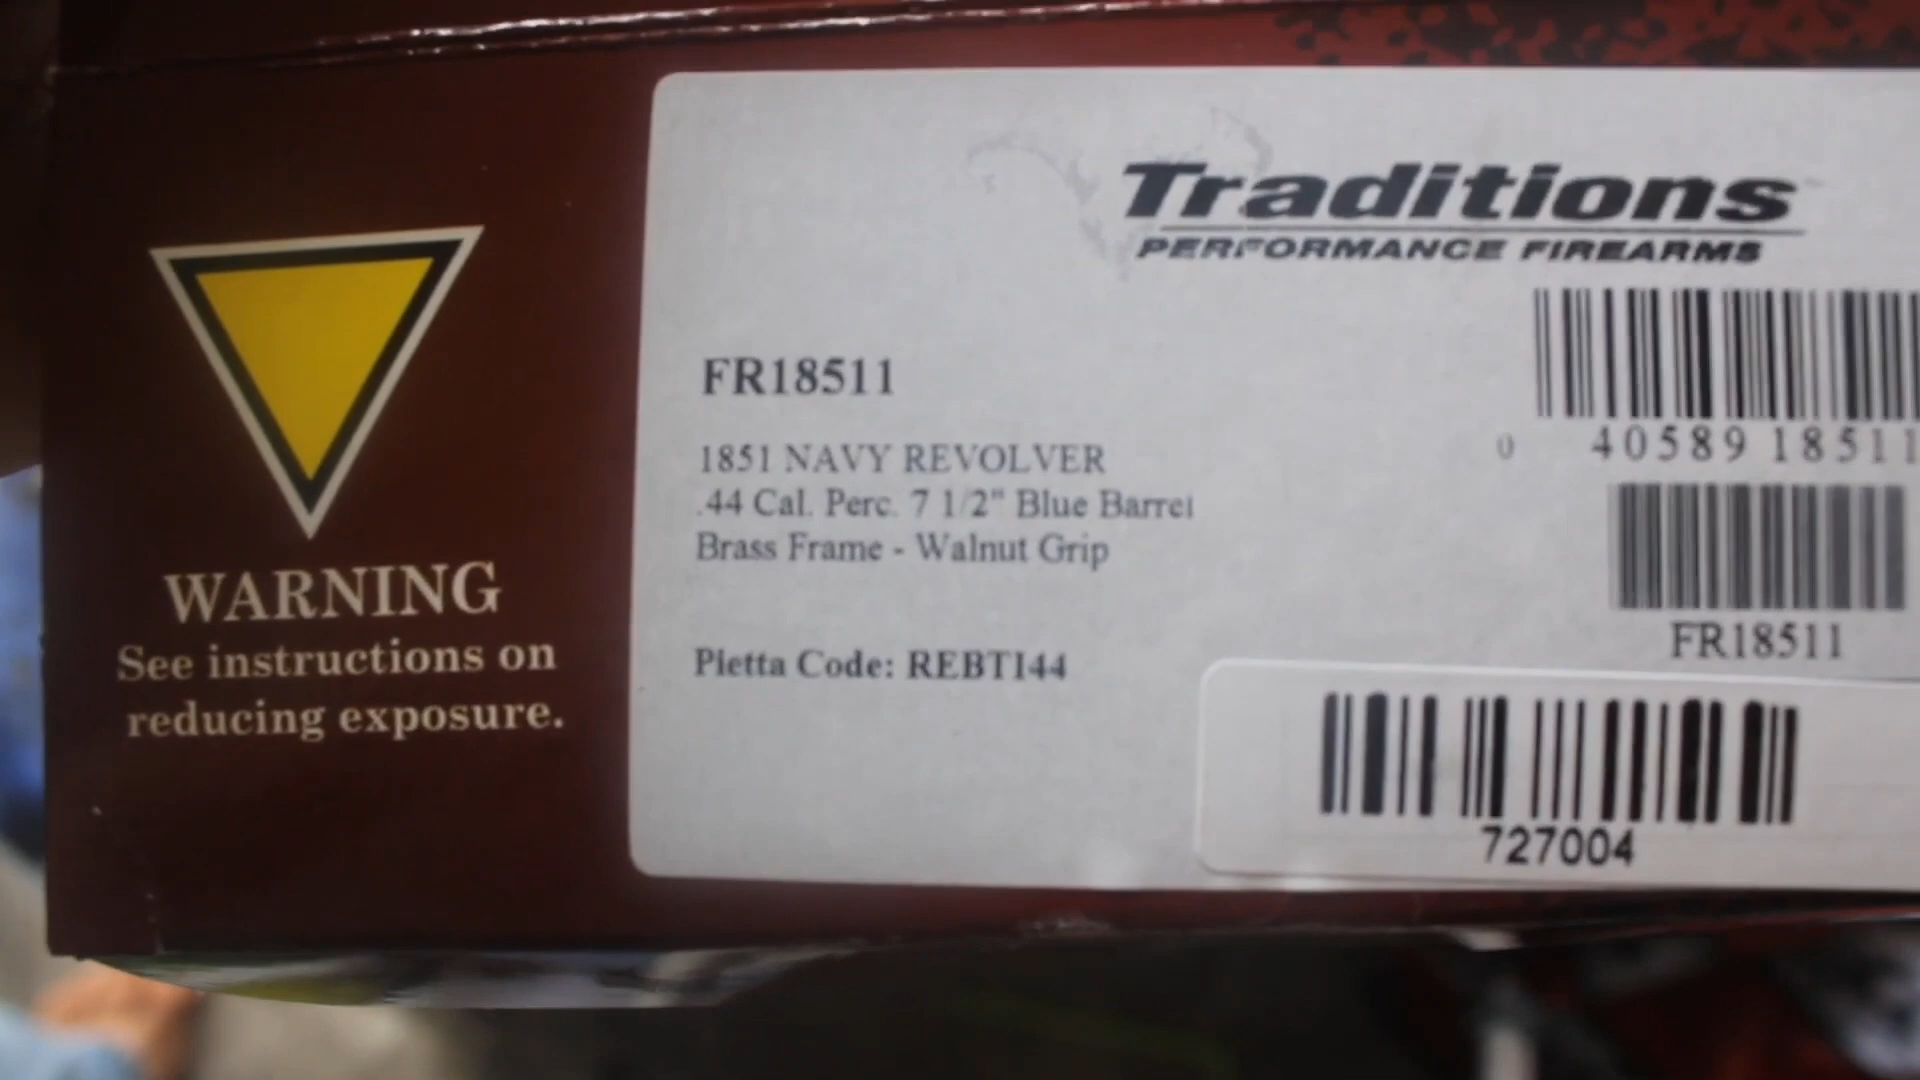 Traditions
PERFORMANCE FIREARMS
FR18511
1851 NAVY REVOLVER
.44 Cal. Perc. 7 1/2" Blue Barrel
Brass Frame - Walnut Grip
Pietta Code: REBTI44
0 40589 18511
FR18511
727004
WARNING
See instructions on
reducing exposure.